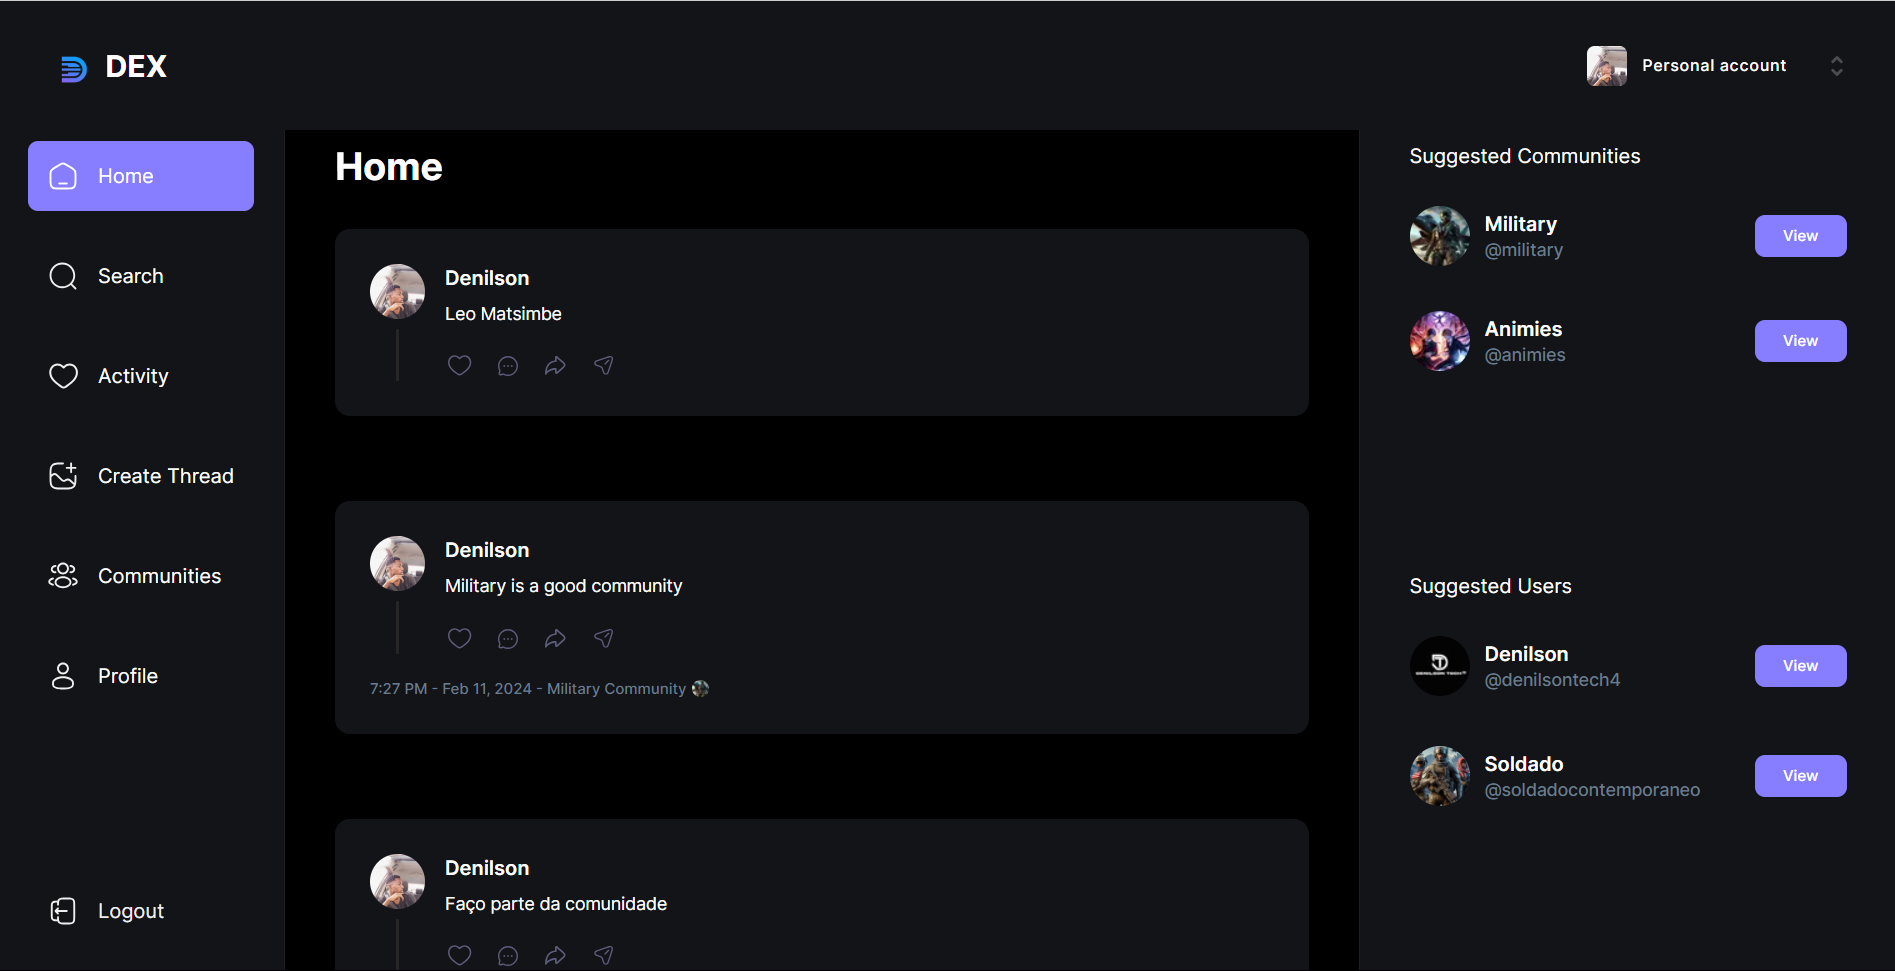 DEX
Personal account
Home
Search
Activity
Create Thread
Communities
Profile
Logout
Home
Denilson
Leo Matsimbe
Denilson
Military is a good community
7:27 PM - Feb 11, 2024 - Military Community
Denilson
Faço parte da comunidade
Suggested Communities
Military
@military
View
Animies
@animies
View
Suggested Users
DENILSON TECH
Denilson
@denilsontech4
View
Soldado
@soldadocontemporaneo
View